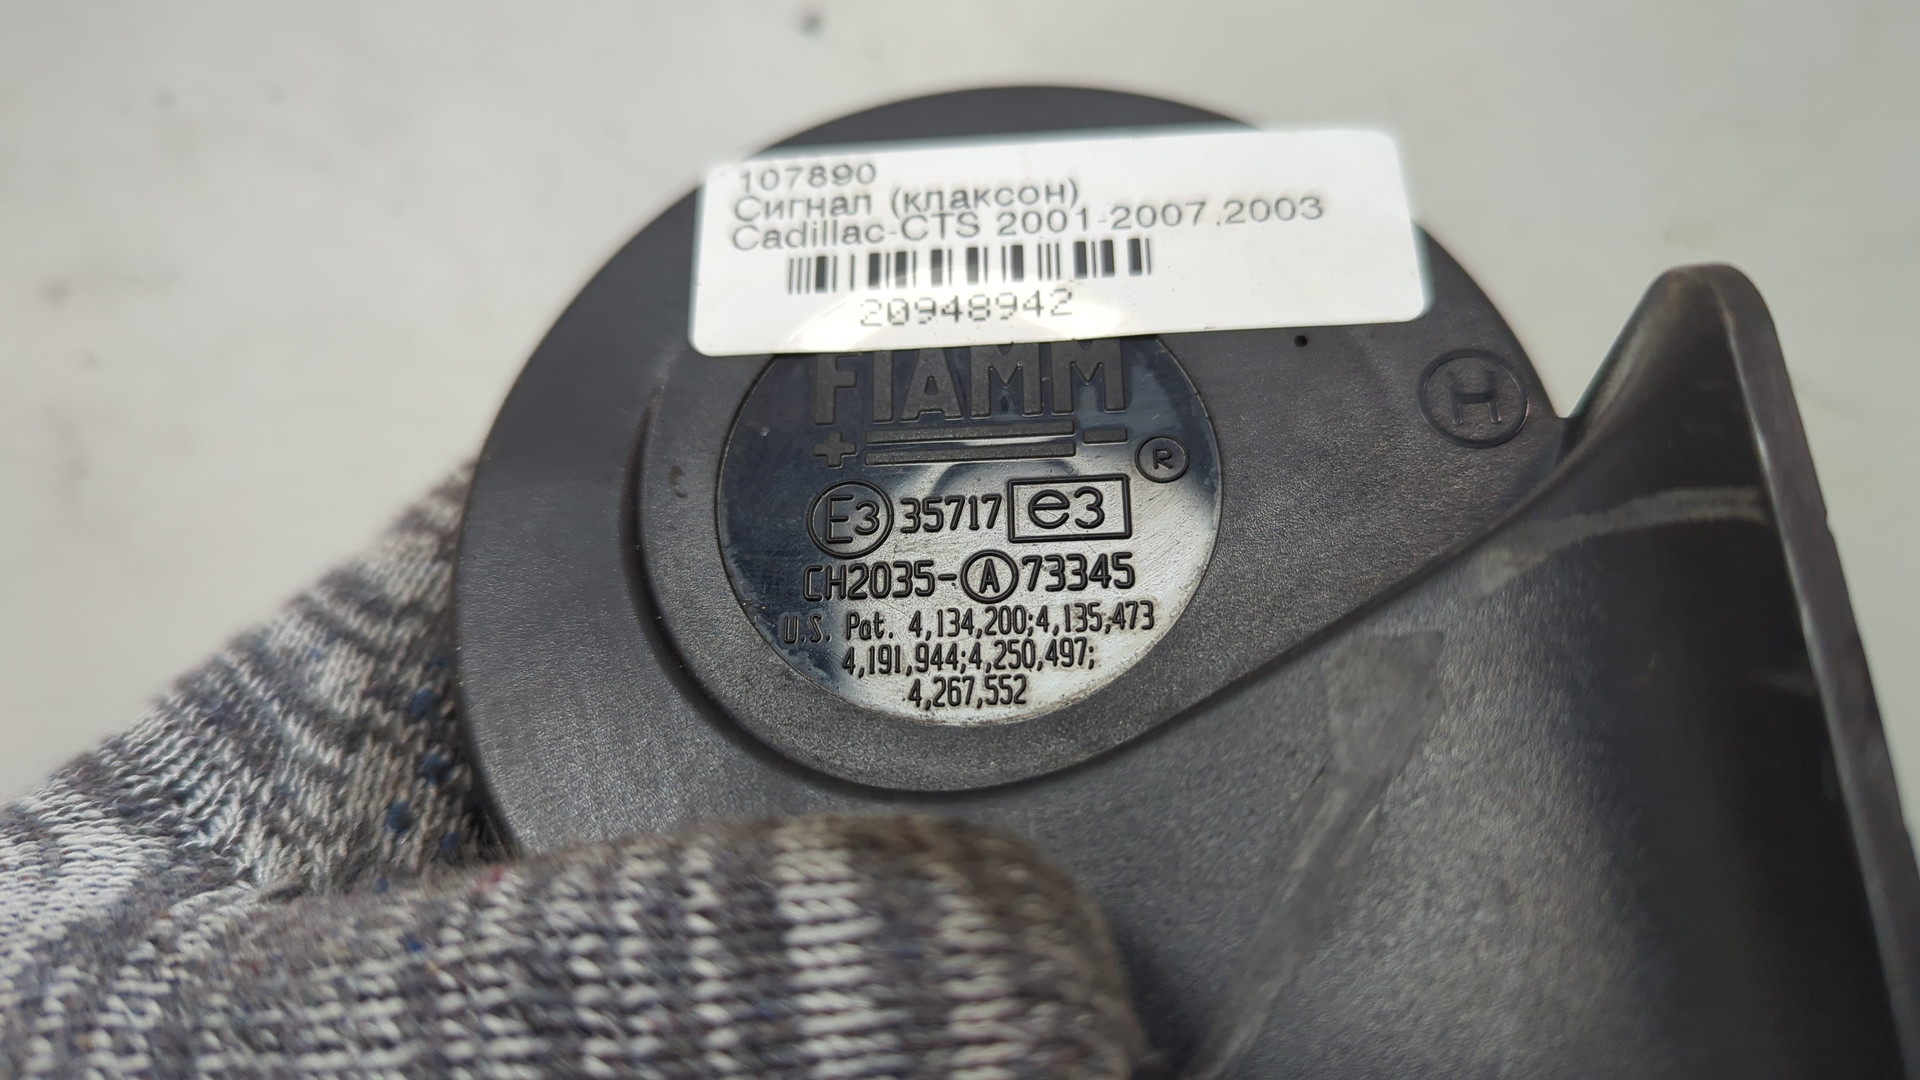 107890
Сигнал (клаксон)
Cadillac-CTS 2001-2007,2003
20948942
FIAMM
+ -
®
H
E3 35717 e3
CH2035-Ⓐ73345
U.S. Pat. 4,134,200;4,135,473
4,191,944;4,250,497;
4,267,552